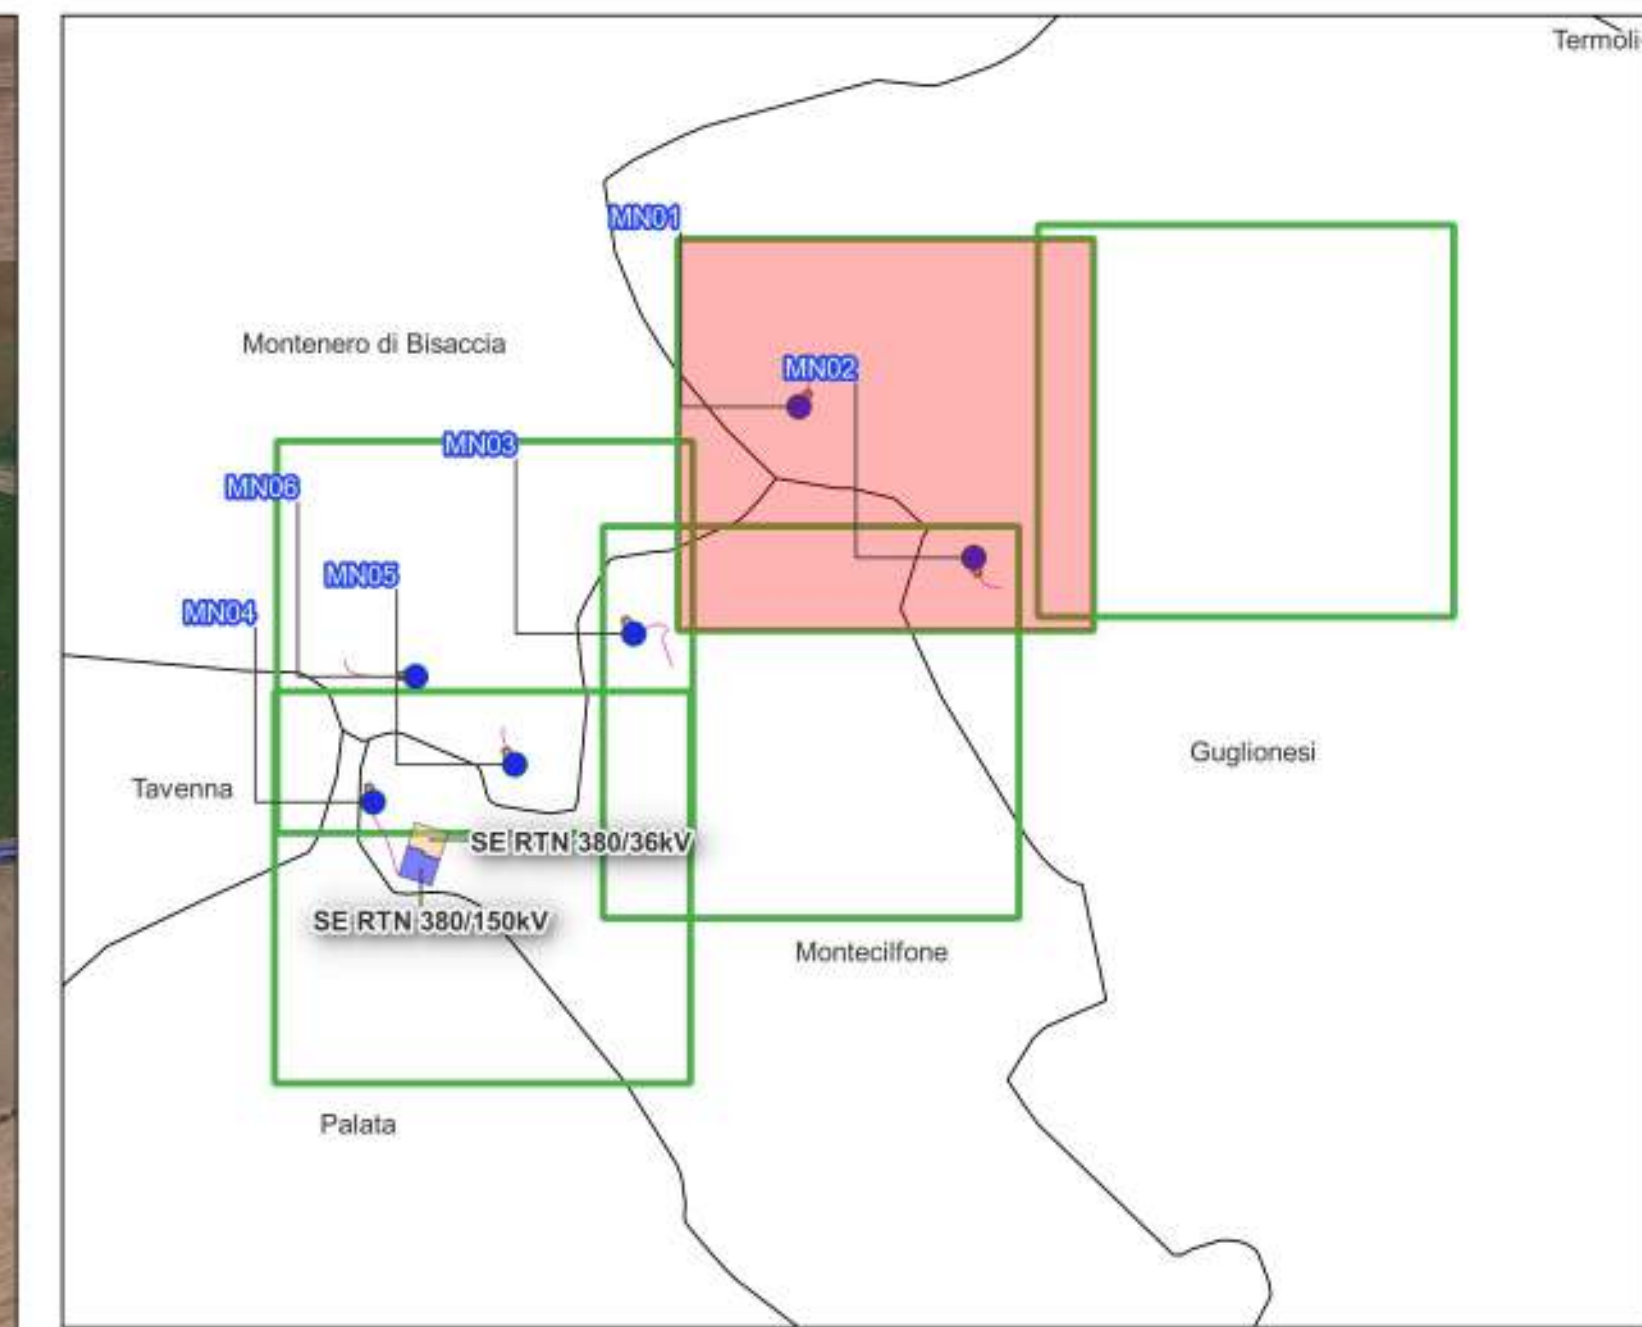 Termoli
MN01
Montenero di Bisaccia
MN02
MN03
MN06
MN05
MN04
Guglionesi
Tavenna
SE RTN 380/36kV
SE RTN 380/150kV
Montecilfone
Palata